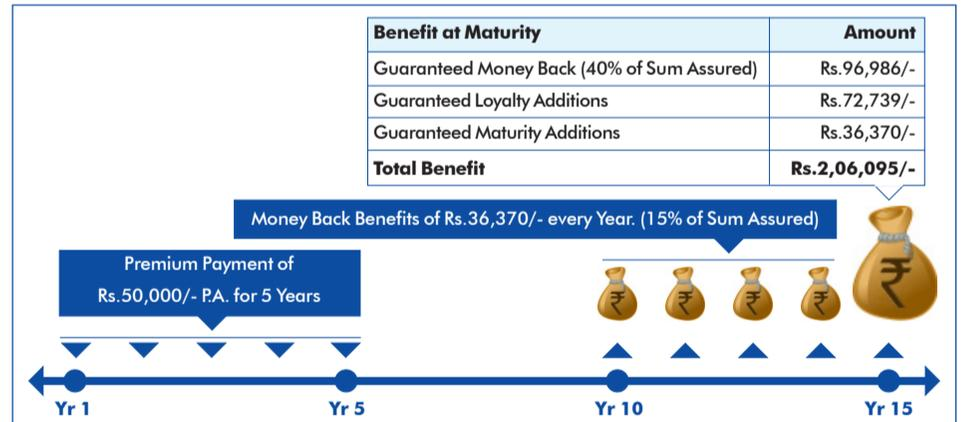 Benefit at Maturity Amount
Guaranteed Money Back (40% of Sum Assured) Rs.96,986/-
Guaranteed Loyalty Additions Rs.72,739/-
Guaranteed Maturity Additions Rs.36,370/-
Total Benefit Rs.2,06,095/-
Money Back Benefits of Rs.36,370/- every Year. (15% of Sum Assured)
Premium Payment of
Rs.50,000/- P.A. for 5 Years
₹ ₹ ₹ ₹ ₹
Yr 1 Yr 5 Yr 10 Yr 15